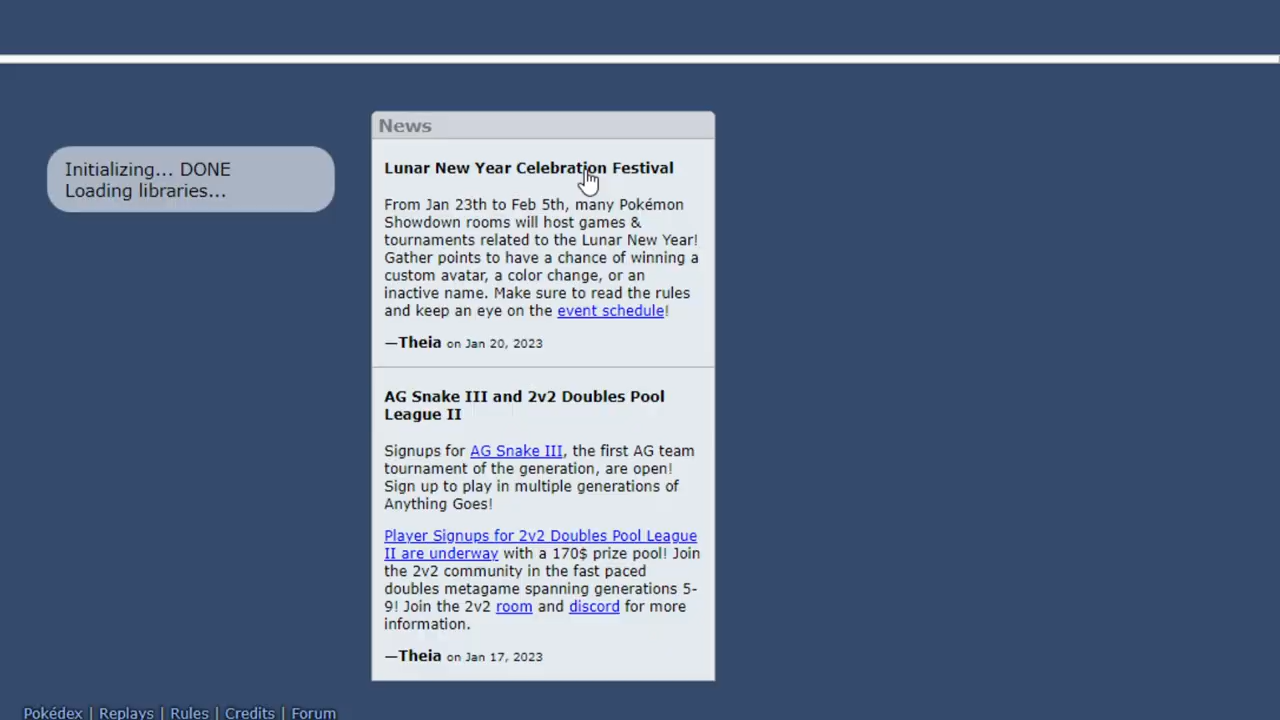 Initializing... DONE
Loading libraries...
News
Lunar New Year Celebration Festival
From Jan 23th to Feb 5th, many Pokémon
Showdown rooms will host games &
tournaments related to the Lunar New Year!
Gather points to have a chance of winning a
custom avatar, a color change, or an
inactive name. Make sure to read the rules
and keep an eye on the event schedule!
—Theia on Jan 20, 2023
AG Snake III and 2v2 Doubles Pool
League II
Signups for AG Snake III, the first AG team
tournament of the generation, are open!
Sign up to play in multiple generations of
Anything Goes!
Player Signups for 2v2 Doubles Pool League
II are underway with a 170$ prize pool! Join
the 2v2 community in the fast paced
doubles metagame spanning generations 5-
9! Join the 2v2 room and discord for more
information.
—Theia on Jan 17, 2023
Pokédex | Replays | Rules | Credits | Forum